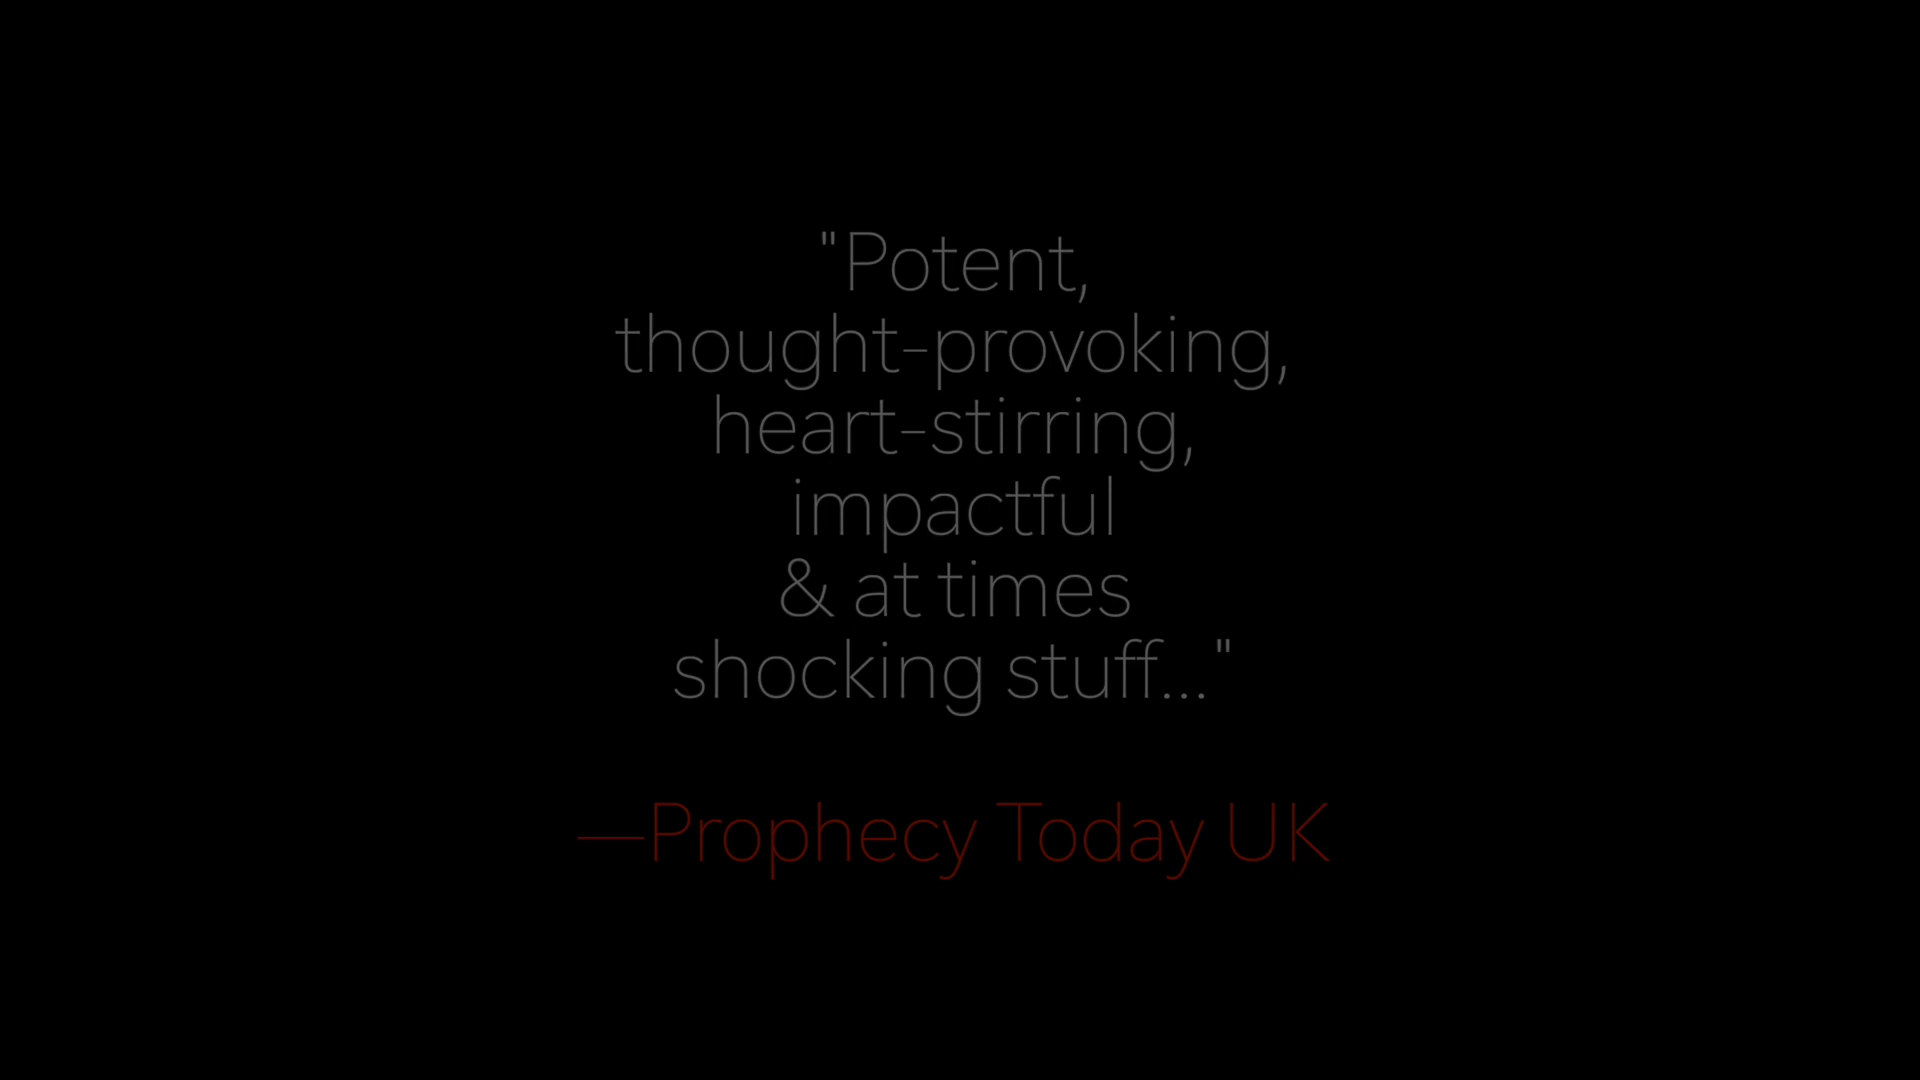 "Potent,
thought-provoking,
heart-stirring,
impactful
& at times
shocking stuff..."
—Prophecy Today UK